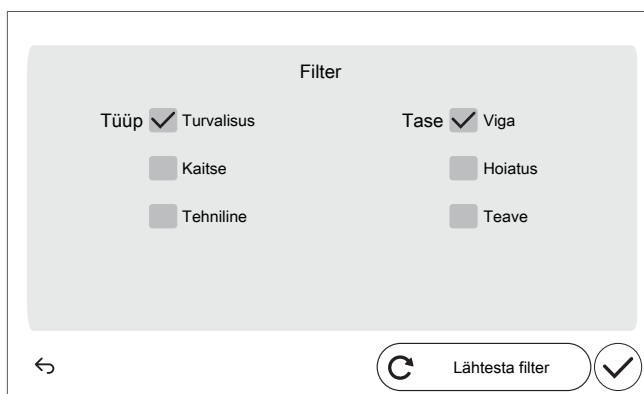 Filter
Tüüp Turvalisus Tase Viga
Kaitse Hoiatus
Tehniline Teave
Lähtesta filter